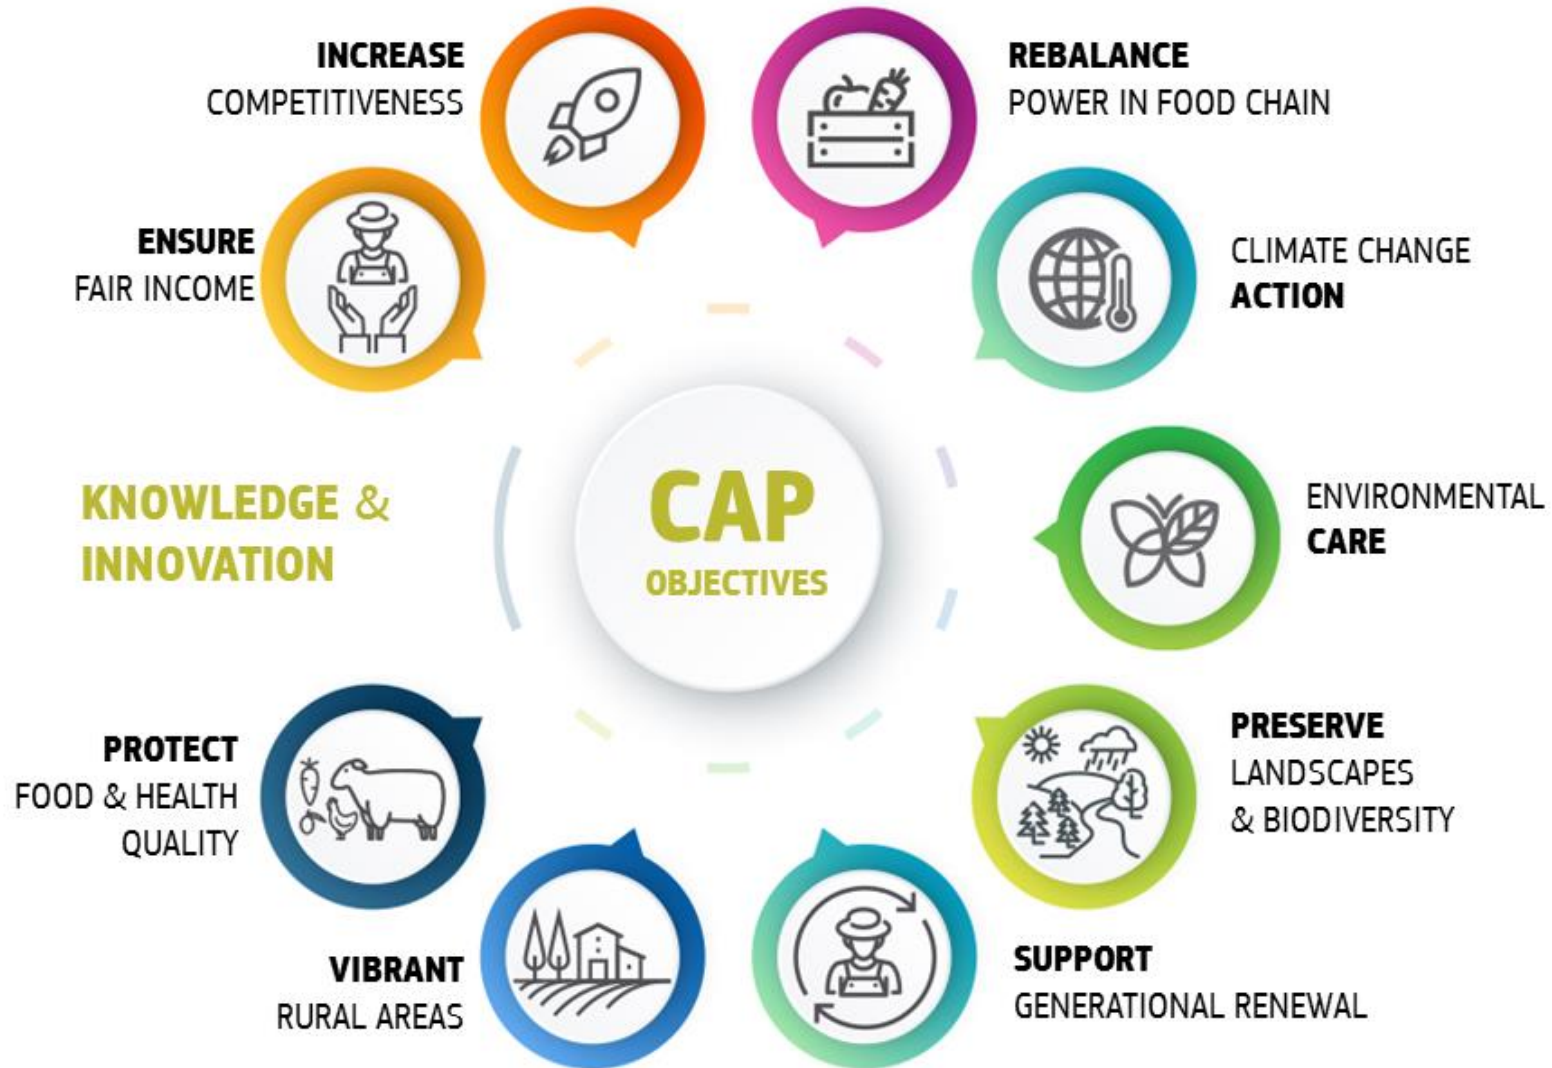 INCREASE
COMPETITIVENESS
REBALANCE
POWER IN FOOD CHAIN
ENSURE
FAIR INCOME
CLIMATE CHANGE
ACTION
KNOWLEDGE &
INNOVATION
CAP
OBJECTIVES
ENVIRONMENTAL
CARE
PROTECT
FOOD & HEALTH
QUALITY
PRESERVE
LANDSCAPES
& BIODIVERSITY
VIBRANT
RURAL AREAS
SUPPORT
GENERATIONAL RENEWAL